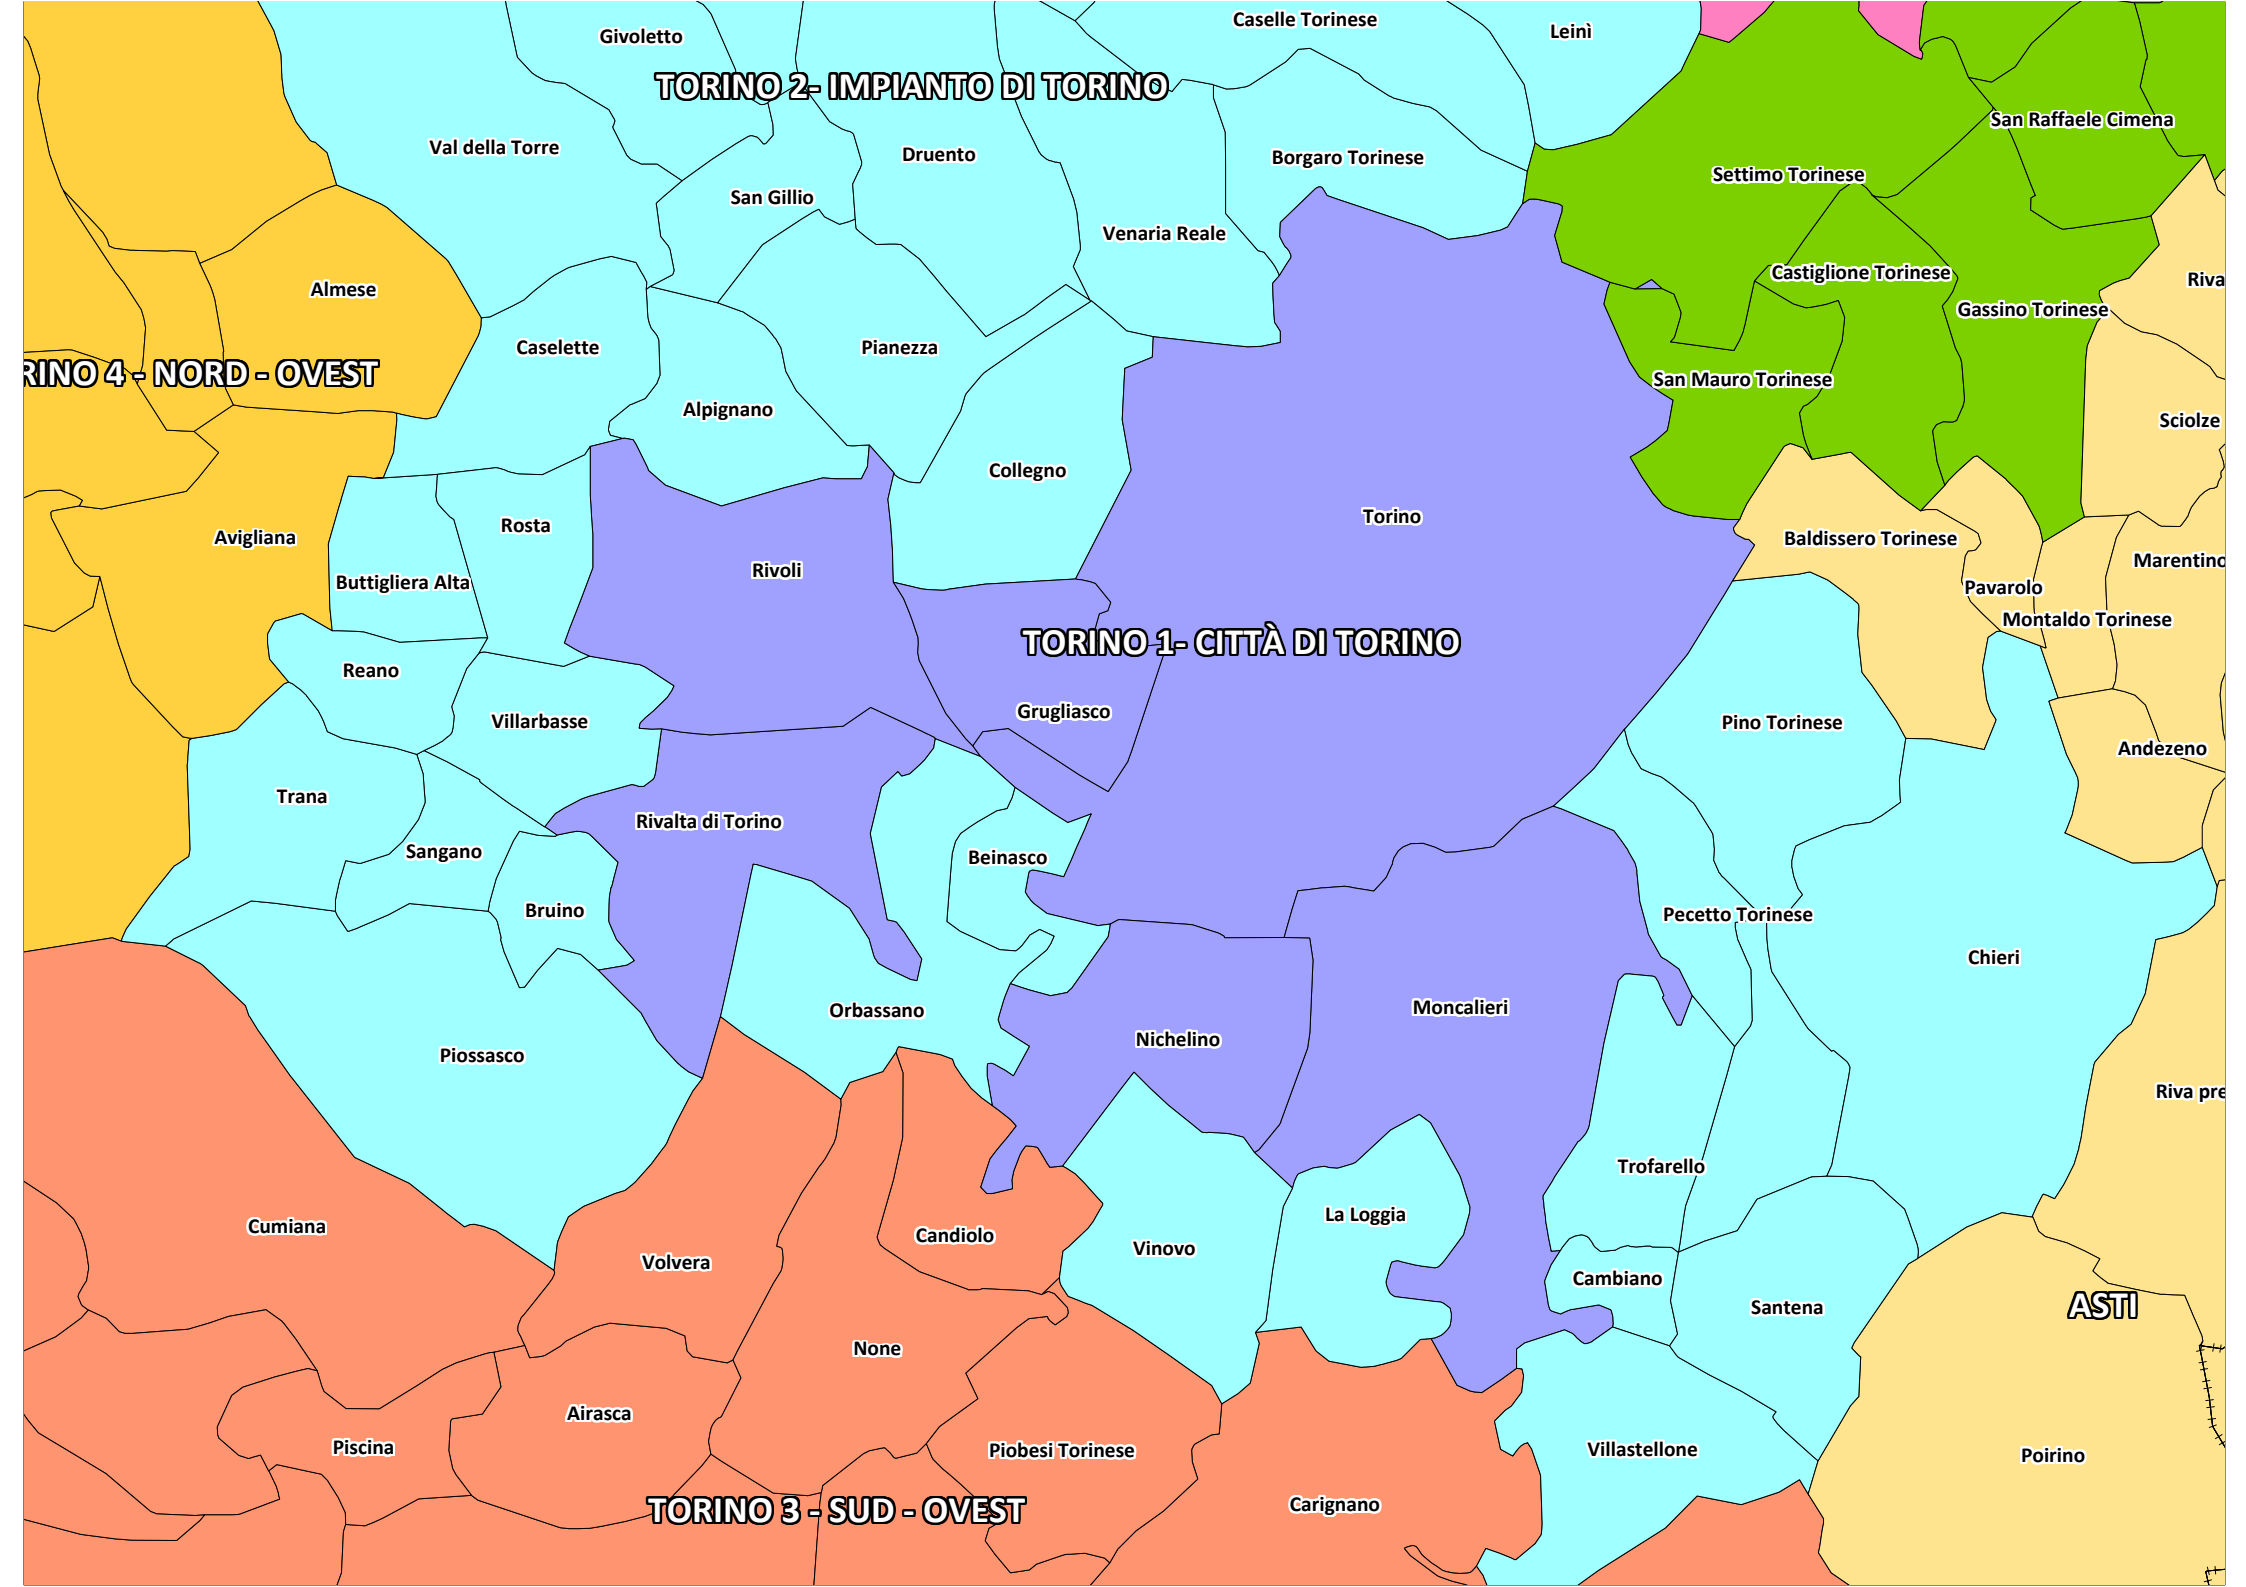 Caselle Torinese
Leinì
Givoletto
TORINO 2- IMPIANTO DI TORINO
San Raffaele Cimena
Val della Torre
Druento
Borgaro Torinese
Settimo Torinese
San Gillio
Venaria Reale
Castiglione Torinese
Riva
Almese
Gassino Torinese
Caselette
Pianezza
RINO 4 - NORD - OVEST
San Mauro Torinese
Alpignano
Sciolze
Collegno
Torino
Rosta
Avigliana
Baldissero Torinese
Marentino
Rivoli
Buttigliera Alta
Pavarolo
Montaldo Torinese
TORINO 1- CITTÀ DI TORINO
Reano
Grugliasco
Villarbasse
Pino Torinese
Andezeno
Trana
Rivalta di Torino
Sangano
Beinasco
Bruino
Pecetto Torinese
Chieri
Orbassano
Moncalieri
Nichelino
Piossasco
Riva pre
Trofarello
La Loggia
Cumiana
Candiolo
Vinovo
Volvera
Cambiano
Santena
ASTI
None
Airasca
Piscina
Piobesi Torinese
Villastellone
Poirino
Carignano
TORINO 3 - SUD - OVEST